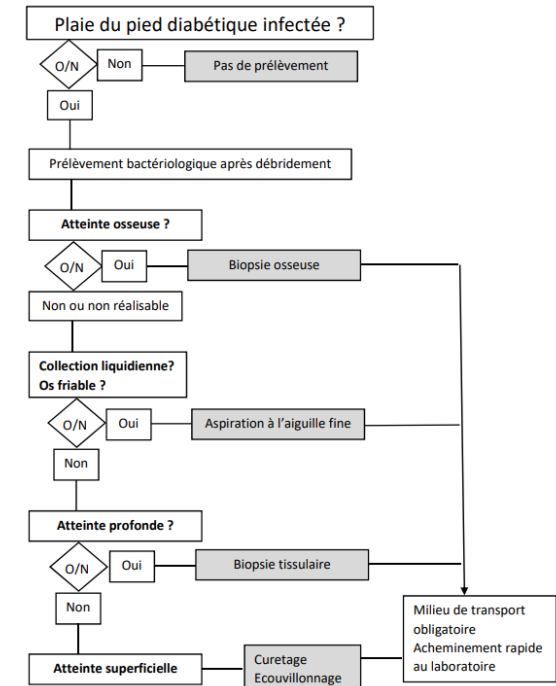 Plaie du pied diabétique infectée ?
O/N
Non
Pas de prélèvement
Oui
Prélèvement bactériologique après débridement
Atteinte osseuse ?
O/N
Oui
Biopsie osseuse
Non ou non réalisable
Collection liquidienne?
Os friable ?
O/N
Oui
Aspiration à l’aiguille fine
Non
Atteinte profonde ?
O/N
Oui
Biopsie tissulaire
Non
Milieu de transport
obligatoire
Acheminement rapide
au laboratoire
Atteinte superficielle
Curetage
Ecouvillonnage